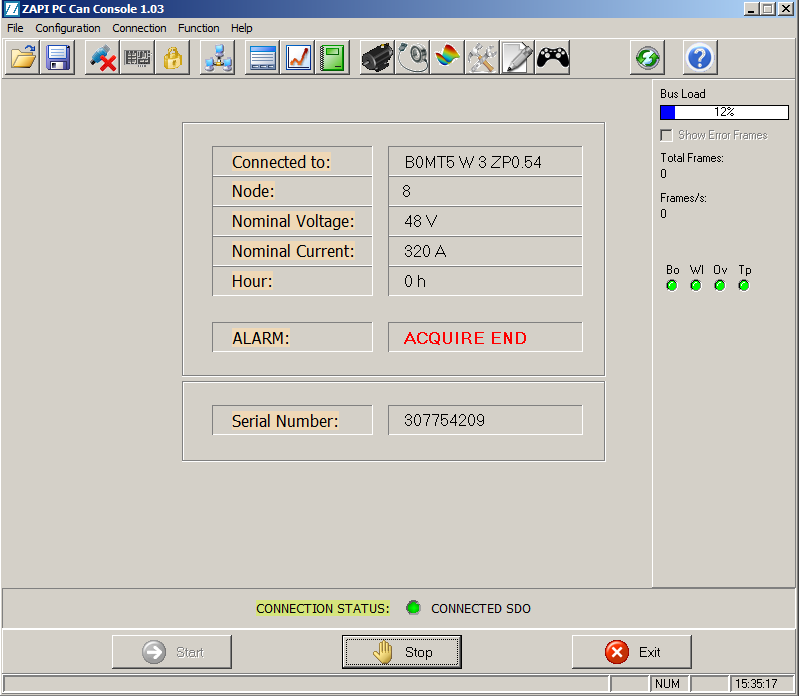 ZAPI PC Can Console 1.03
File Configuration Connection Function Help
Bus Load
12%
Show Error Frames
Total Frames:
0
Frames/s:
0
Bo Wl Ov Tp
Connected to: B0MT5 W 3 ZP0.54
Node: 8
Nominal Voltage: 48 V
Nominal Current: 320 A
Hour: 0 h
ALARM: ACQUIRE END
Serial Number: 307754209
CONNECTION STATUS: CONNECTED SDO
Start Stop Exit
NUM 15:35:17